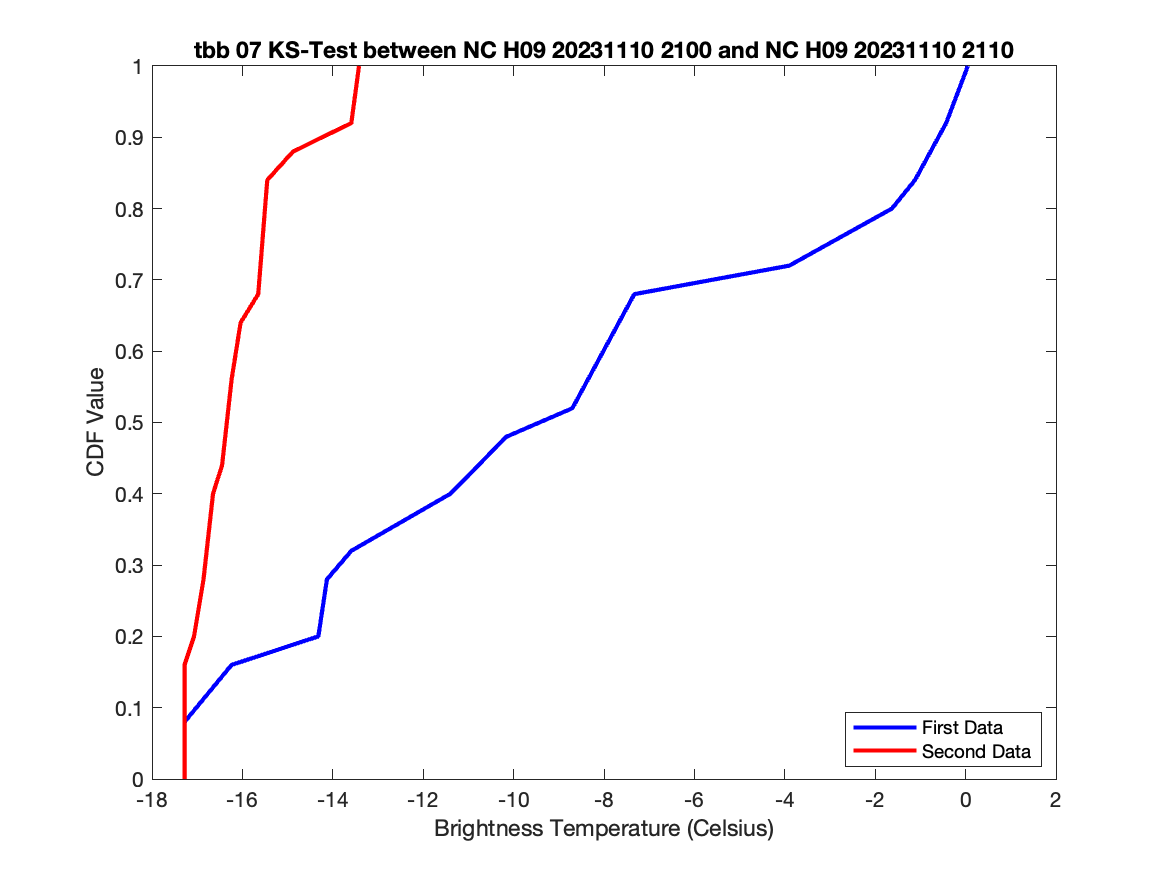 tbb 07 KS-Test between NC H09 20231110 2100 and NC H09 20231110 2110
1
0.9
0.8
0.7
0.6
0.5
0.4
0.3
0.2
0.1
0
CDF Value
First Data
Second Data
-18 -16 -14 -12 -10 -8 -6 -4 -2 0 2
Brightness Temperature (Celsius)